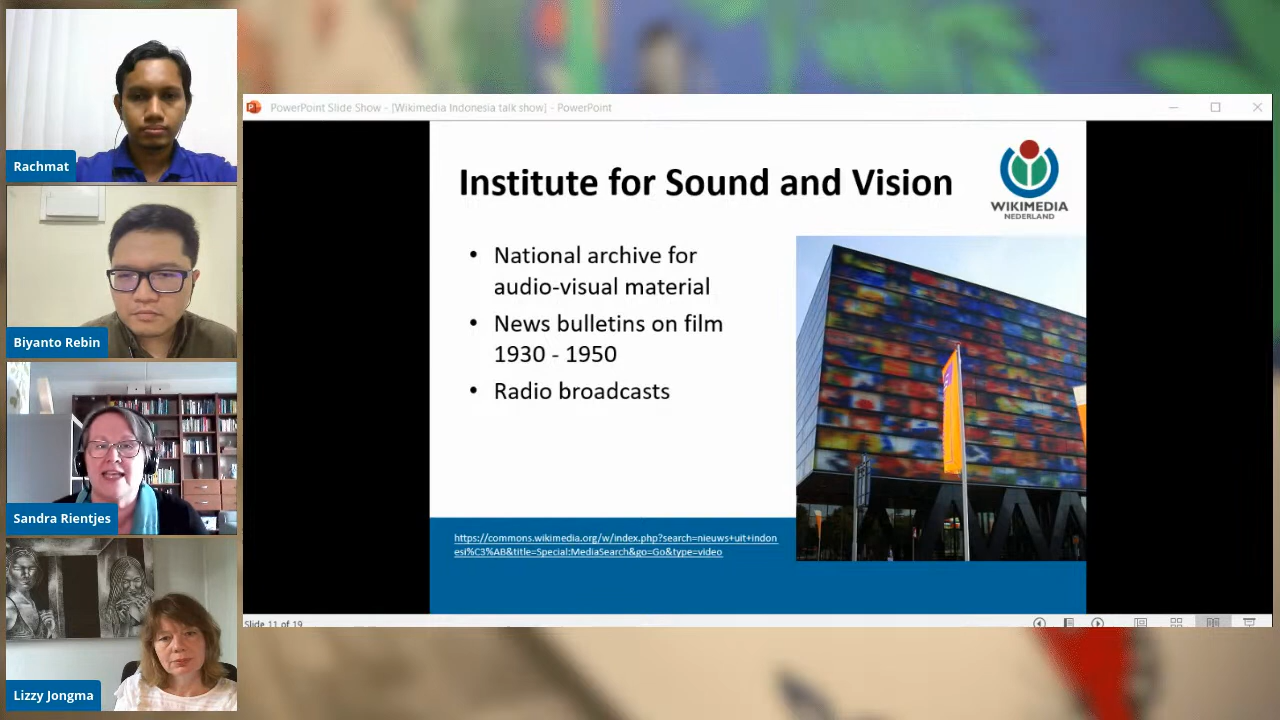 Rachmat
Biyanto Rebin
Sandra Rientjes
Lizzy Jongma
PowerPoint Slide Show - [Wikimedia Indonesia talk show] - PowerPoint
Institute for Sound and Vision
WIKIMEDIA
NEDERLAND
• National archive for
audio-visual material
• News bulletins on film
1930 - 1950
• Radio broadcasts
https://commons.wikimedia.org/w/index.php?search=nieuws+uit+indon
esi%C3%AB&title=Special:MediaSearch&go=Go&type=video
Slide 11 of 19